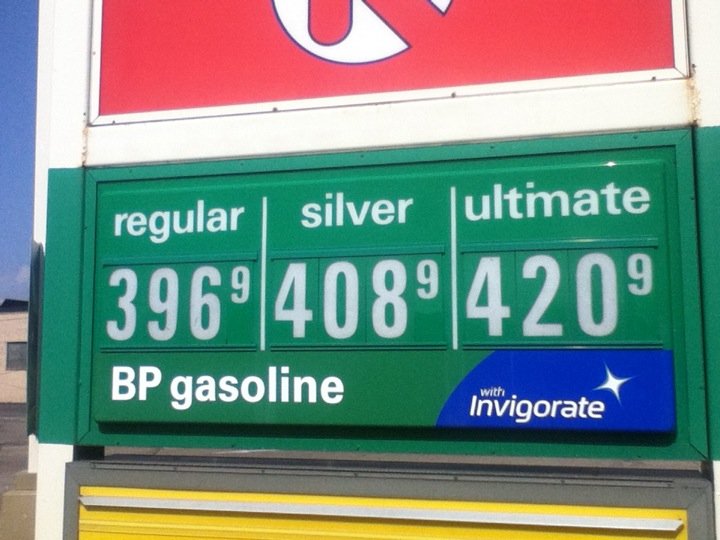 regular silver ultimate
396 9 408 9 420 9
BP gasoline
with
Invigorate